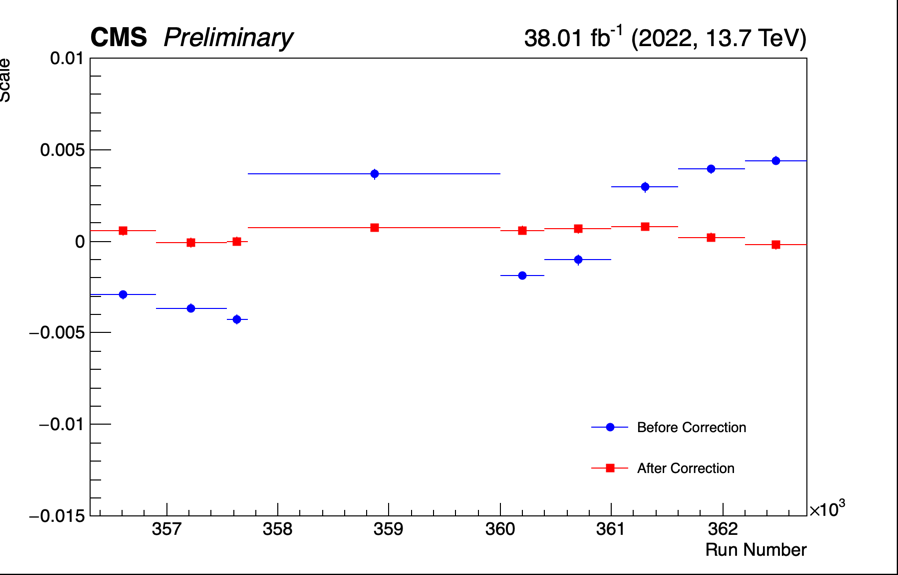 CMS Preliminary 38.01 fb⁻¹ (2022, 13.7 TeV)
Scale
0.01
0.005
0
−0.005
−0.01
−0.015
Before Correction
After Correction
357 358 359 360 361 362 ×10³
Run Number